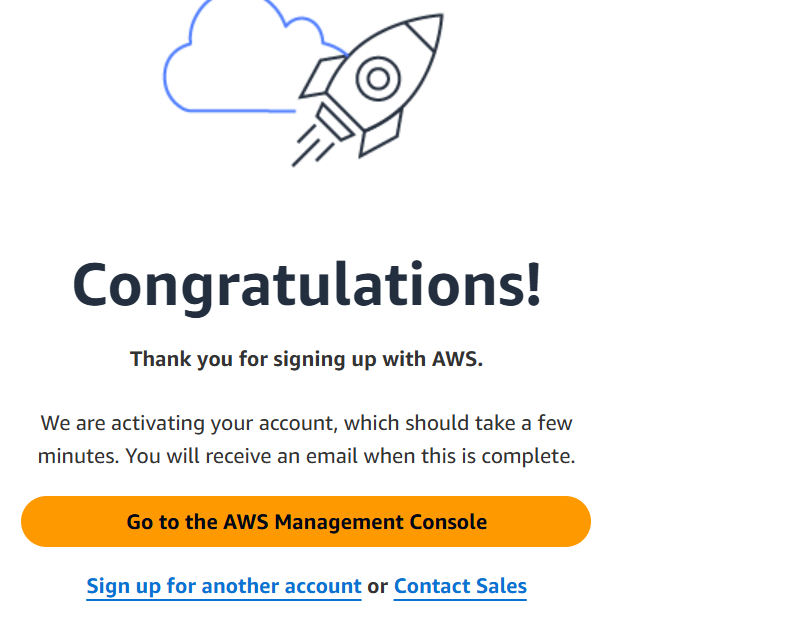 Congratulations!
Thank you for signing up with AWS.
We are activating your account, which should take a few
minutes. You will receive an email when this is complete.
Go to the AWS Management Console
Sign up for another account or Contact Sales